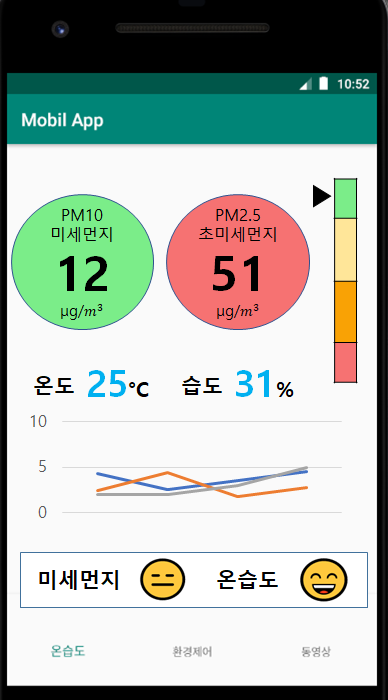 10:52
Mobil App
PM10
미세먼지
12
μg/m³
PM2.5
초미세먼지
51
μg/m³
온도 25°C 습도 31%
10
5
0
미세먼지 온습도
온습도 환경제어 동영상